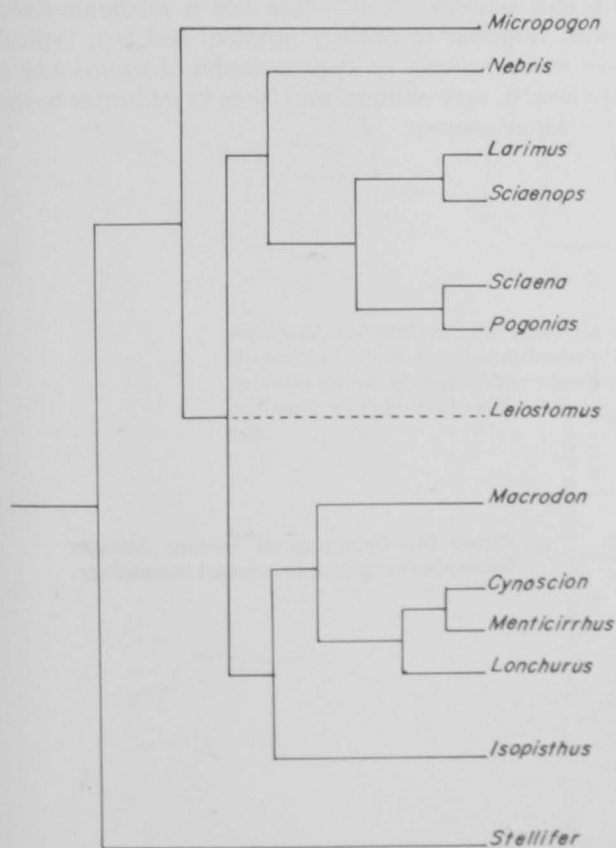 Micropogon
Nebris
Larimus
Sciaenops
Sciaena
Pogonias
Leiostomus
Macrodon
Cynoscion
Menticirrhus
Lonchurus
Isopisthus
Stellifer